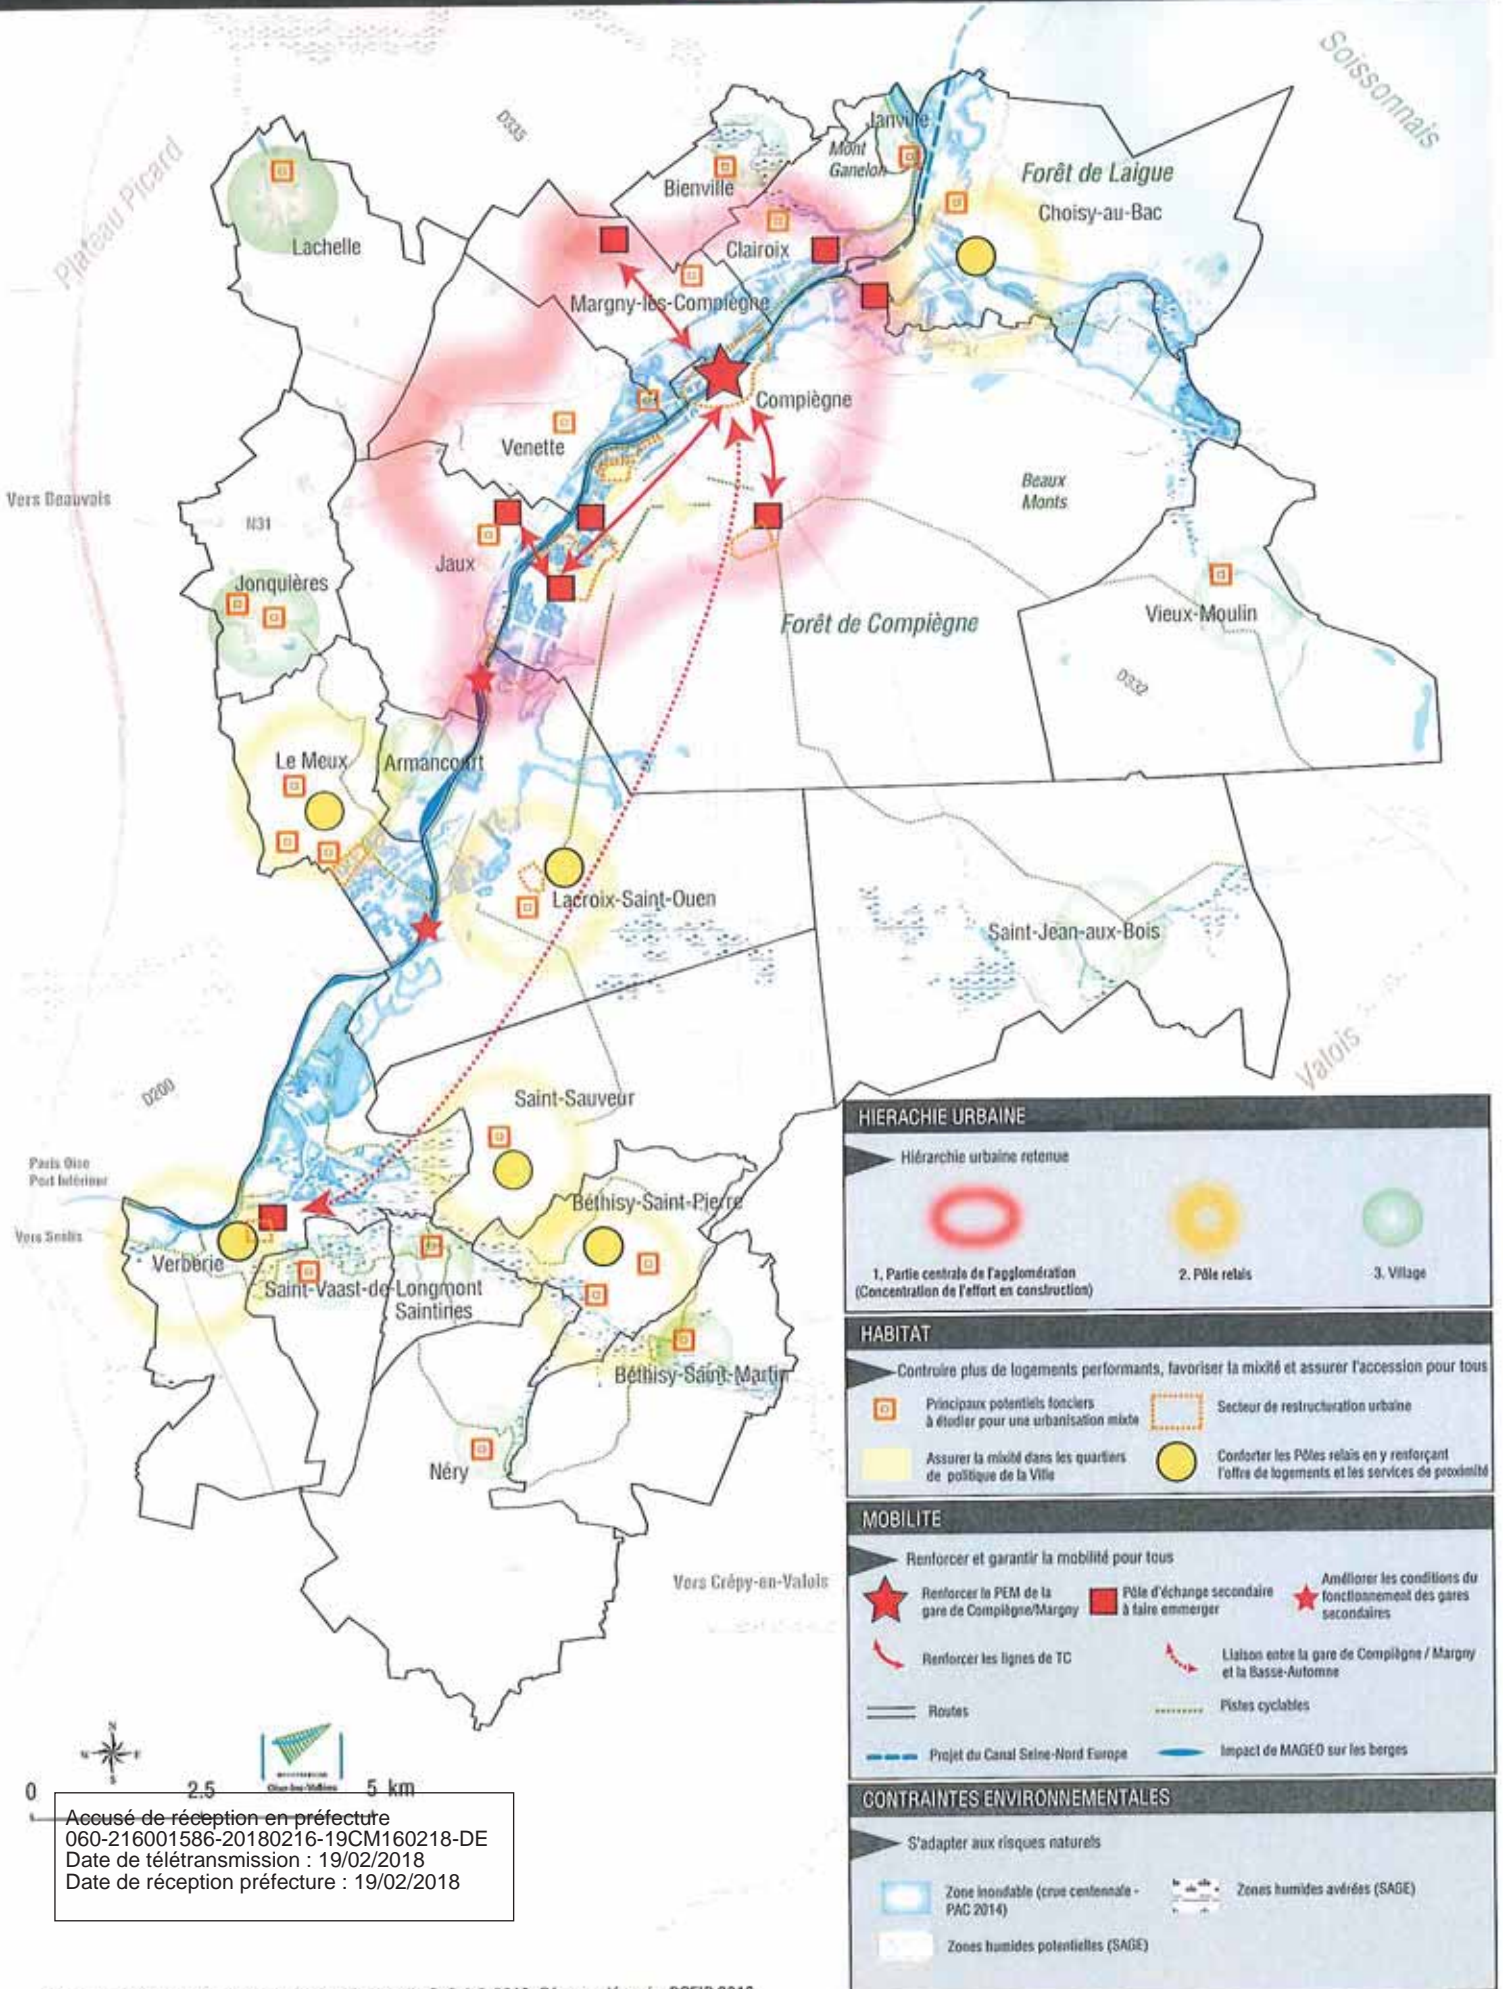 Soissonnais
Plateau Picard
D335
Janville
Mont
Ganelon
Bienville
Forêt de Laigue
Choisy-au-Bac
Lachelle
Clairoix
Margny-lès-Compiègne
Compiègne
Venette
Vers Beauvais
N31
Beaux
Monts
Jaux
Jonquières
Forêt de Compiègne
Vieux-Moulin
D332
Le Meux
Armancourt
Lacroix-Saint-Ouen
Saint-Jean-aux-Bois
Valois
D200
Saint-Sauveur
Paris Oise
Port Intérieur
Béthisy-Saint-Pierre
Vers Senlis
Verberie
Saint-Vaast-de-Longmont
Saintines
Béthisy-Saint-Martin
Néry
Vers Crépy-en-Valois
HIERACHIE URBAINE
Hiérarchie urbaine retenue
1. Partie centrale de l'agglomération
(Concentration de l'effort en construction)
2. Pôle relais
3. Village
HABITAT
Contruire plus de logements performants, favoriser la mixité et assurer l'accession pour tous
Principaux potentiels fonciers
à étudier pour une urbanisation mixte
Secteur de restructuration urbaine
Assurer la mixité dans les quartiers
de politique de la Ville
Conforter les Pôles relais en y renforçant
l'offre de logements et les services de proximité
MOBILITE
Renforcer et garantir la mobilité pour tous
Renforcer le PEM de la
gare de Compiègne/Margny
Pôle d'échange secondaire
à faire emmerger
Améliorer les conditions du
fonctionnement des gares
secondaires
Renforcer les lignes de TC
Liaison entre la gare de Compiègne / Margny
et la Basse-Automne
Routes
Pistes cyclables
Projet du Canal Seine-Nord Europe
Impact de MAGEO sur les berges
CONTRAINTES ENVIRONNEMENTALES
S'adapter aux risques naturels
Zone inondable (crue centennale -
PAC 2014)
Zones humides avérées (SAGE)
Zones humides potentielles (SAGE)
N
E
S
Oise-les-Vallées
0 2.5 5 km
Accusé de réception en préfecture
060-216001586-20180216-19CM160218-DE
Date de télétransmission : 19/02/2018
Date de réception préfecture : 19/02/2018